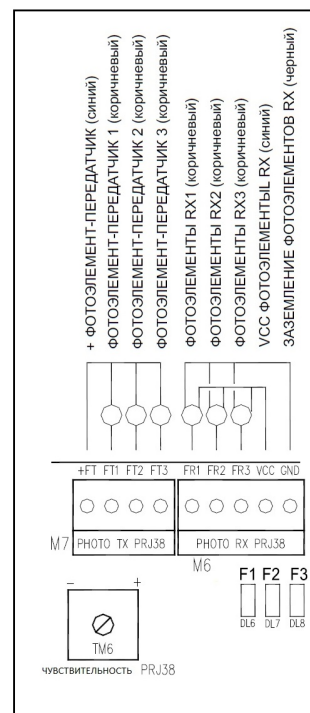 + ФОТОЭЛЕМЕНТ-ПЕРЕДАТЧИК (синий)
ФОТОЭЛЕМЕНТ-ПЕРЕДАТЧИК 1 (коричневый)
ФОТОЭЛЕМЕНТ-ПЕРЕДАТЧИК 2 (коричневый)
ФОТОЭЛЕМЕНТ-ПЕРЕДАТЧИК 3 (коричневый)
ФОТОЭЛЕМЕНТЫ RX1 (коричневый)
ФОТОЭЛЕМЕНТЫ RX2 (коричневый)
ФОТОЭЛЕМЕНТЫ RX3 (коричневый)
VCC ФОТОЭЛЕМЕНТЫL RX (синий)
ЗАЗЕМЛЕНИЕ ФОТОЭЛЕМЕНТОВ RX (черный)
+FT FT1 FT2 FT3 FR1 FR2 FR3 VCC GND
M7 PHOTO TX PRJ38 PHOTO RX PRJ38
M6
F1 F2 F3
DL6 DL7 DL8
- +
TM6
ЧУВСТВИТЕЛЬНОСТЬ PRJ38